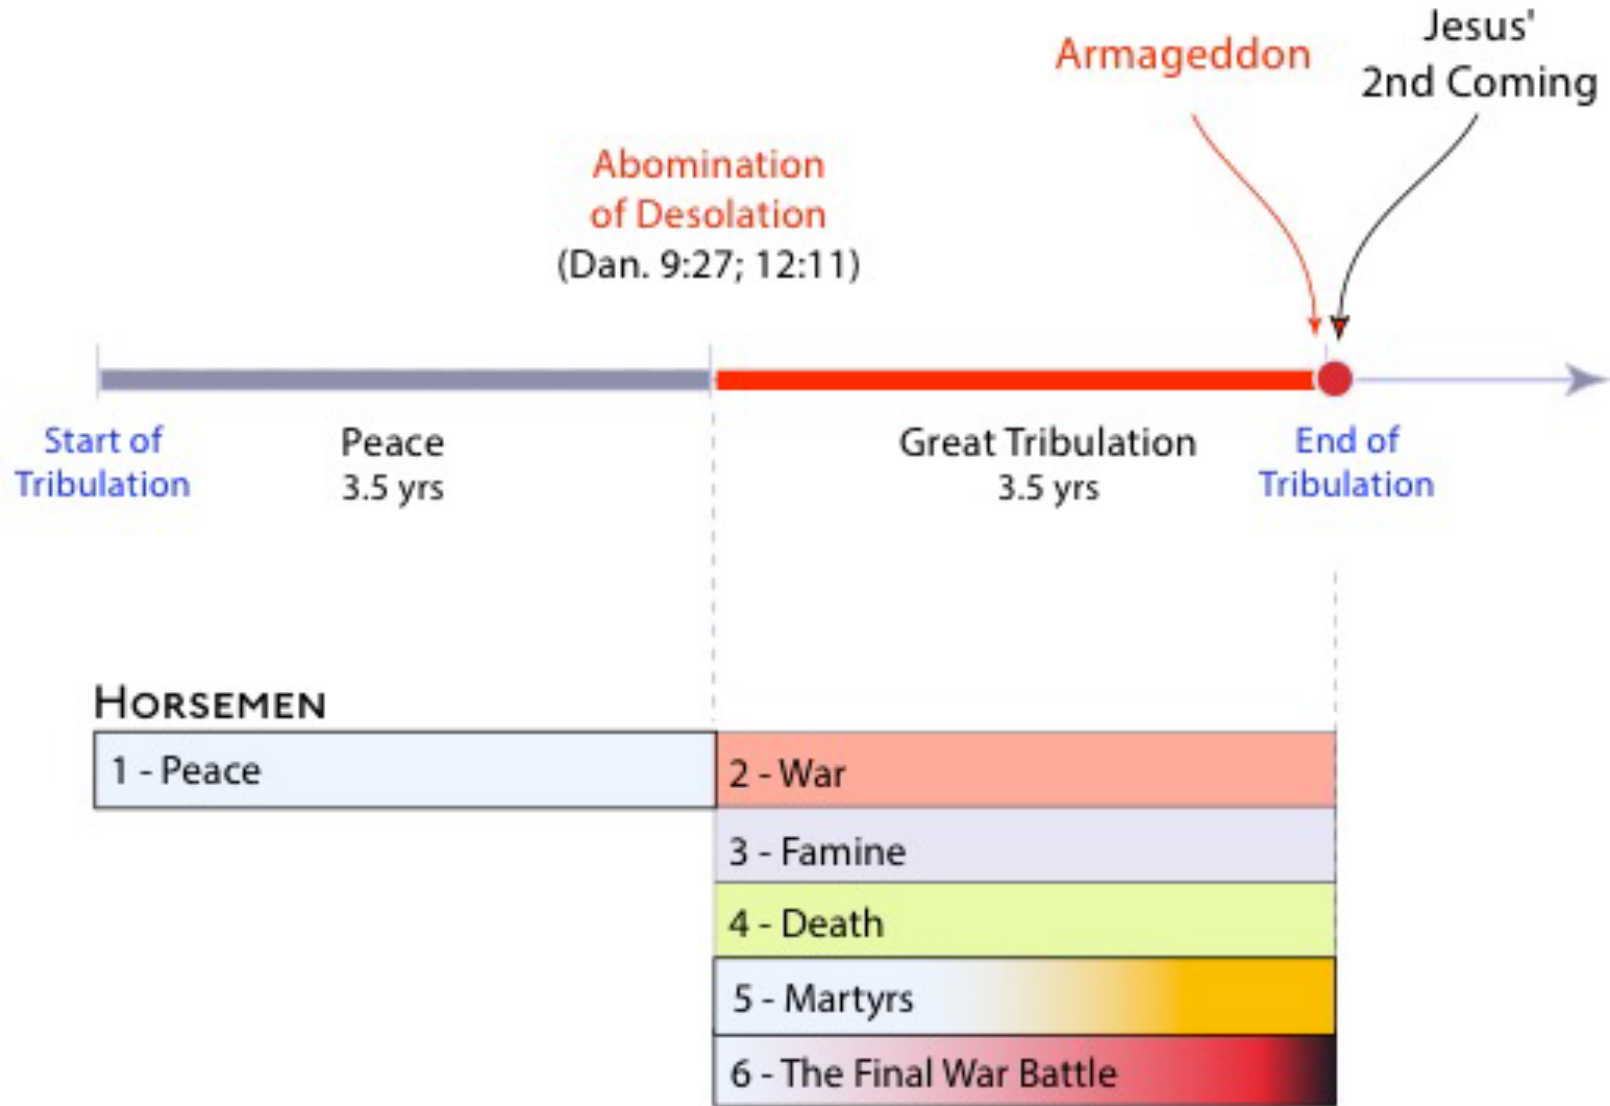 Jesus'
2nd Coming
Armageddon
Abomination
of Desolation
(Dan. 9:27; 12:11)
Start of
Tribulation
Peace
3.5 yrs
Great Tribulation
3.5 yrs
End of
Tribulation
HORSEMEN
1 - Peace
2 - War
3 - Famine
4 - Death
5 - Martyrs
6 - The Final War Battle